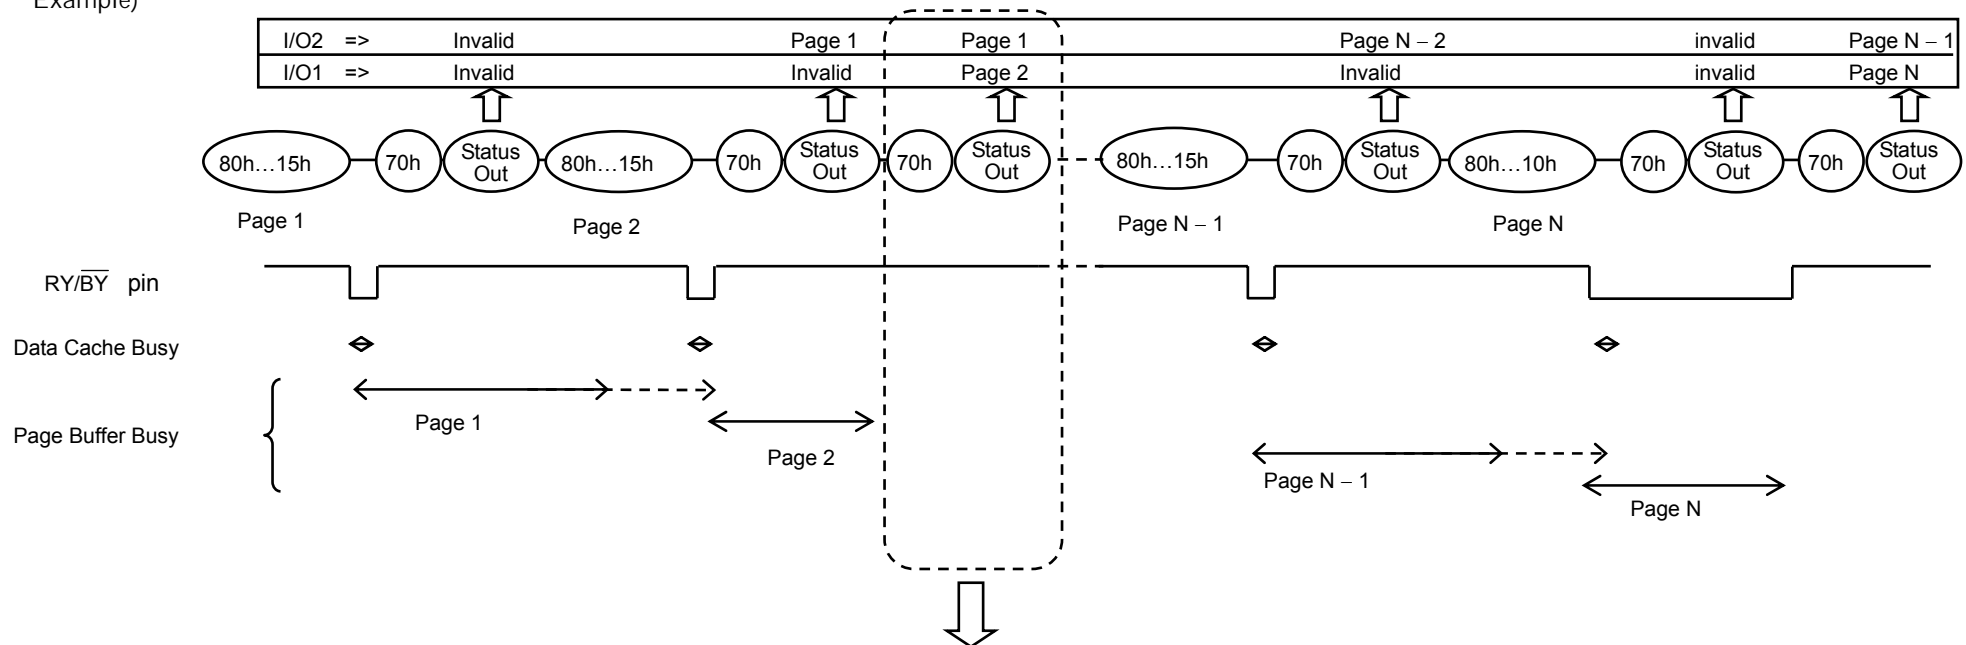 Example)
I/O2 => Invalid Page 1 Page 1 Page N – 2 invalid Page N – 1
I/O1 => Invalid Invalid Page 2 Invalid invalid Page N
80h…15h 70h Status Out 80h…15h 70h Status Out 70h Status Out 80h…15h 70h Status Out 80h…10h 70h Status Out 70h Status Out
Page 1 Page 2 Page N – 1 Page N
RY/B̅Y̅ pin
Data Cache Busy
Page 1
Page Buffer Busy
Page 2
Page N – 1
Page N